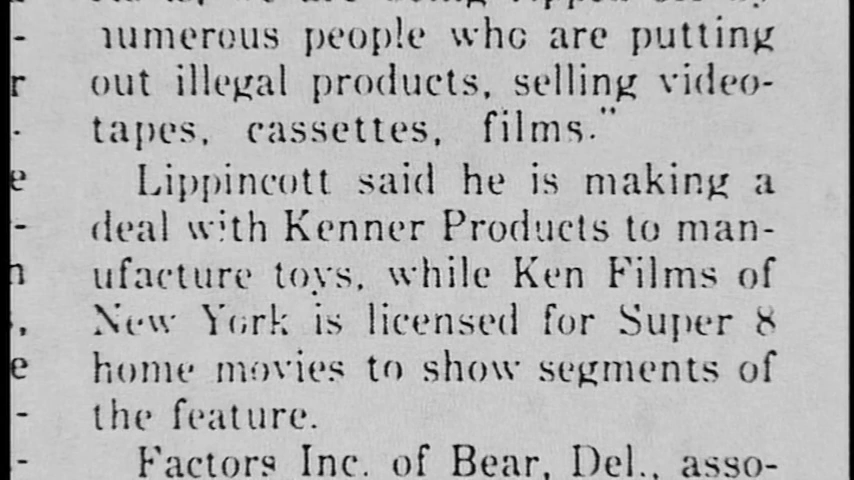 numerous people who are putting
out illegal products, selling video-
tapes, cassettes, films."
Lippincott said he is making a
deal with Kenner Products to man-
ufacture toys, while Ken Films of
New York is licensed for Super 8
home movies to show segments of
the feature.
Factors Inc. of Bear, Del., asso-